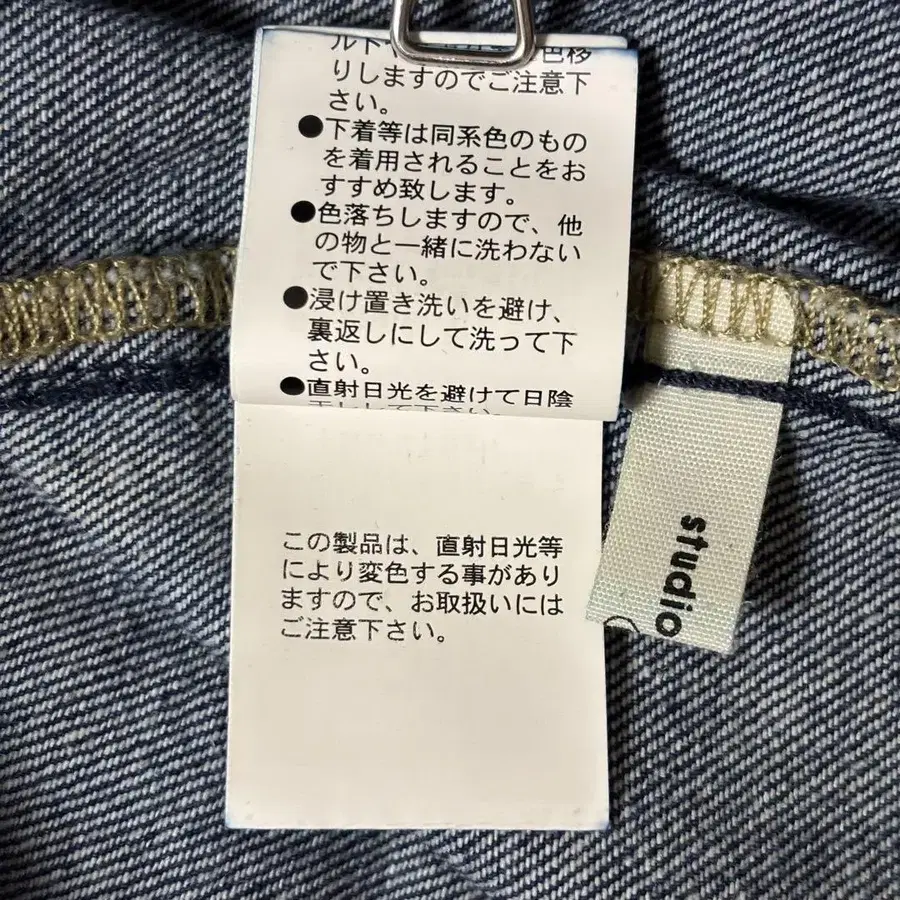 色移
りしますのでご注意下
さい。
●下着等は同系色のもの
を着用されることをお
すすめ致します。
●色落ちしますので、他
の物と一緒に洗わない
で下さい。
●浸け置き洗いを避け、
裏返しにして洗って下
さい。
●直射日光を避けて日陰
この製品は、直射日光等
により変色する事があり
ますので、お取扱いには
ご注意下さい。
studio